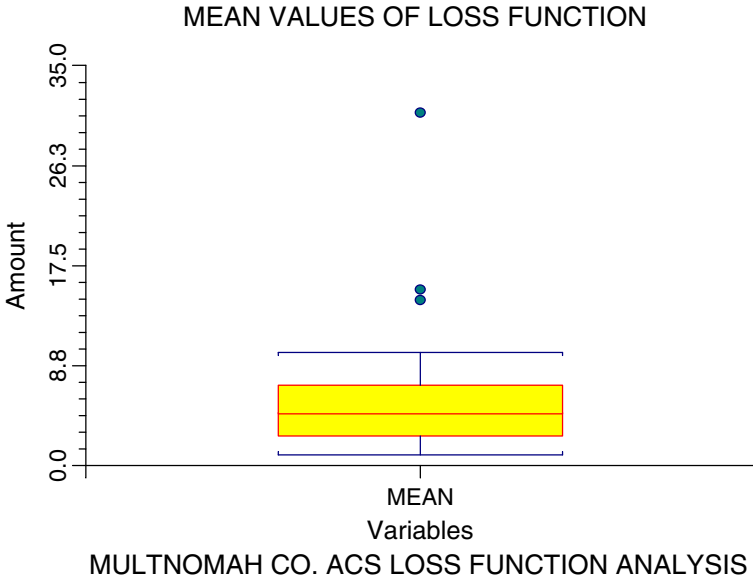 MEAN VALUES OF LOSS FUNCTION
35.0
26.3
17.5
8.8
0.0
Amount
MEAN
Variables
MULTNOMAH CO. ACS LOSS FUNCTION ANALYSIS